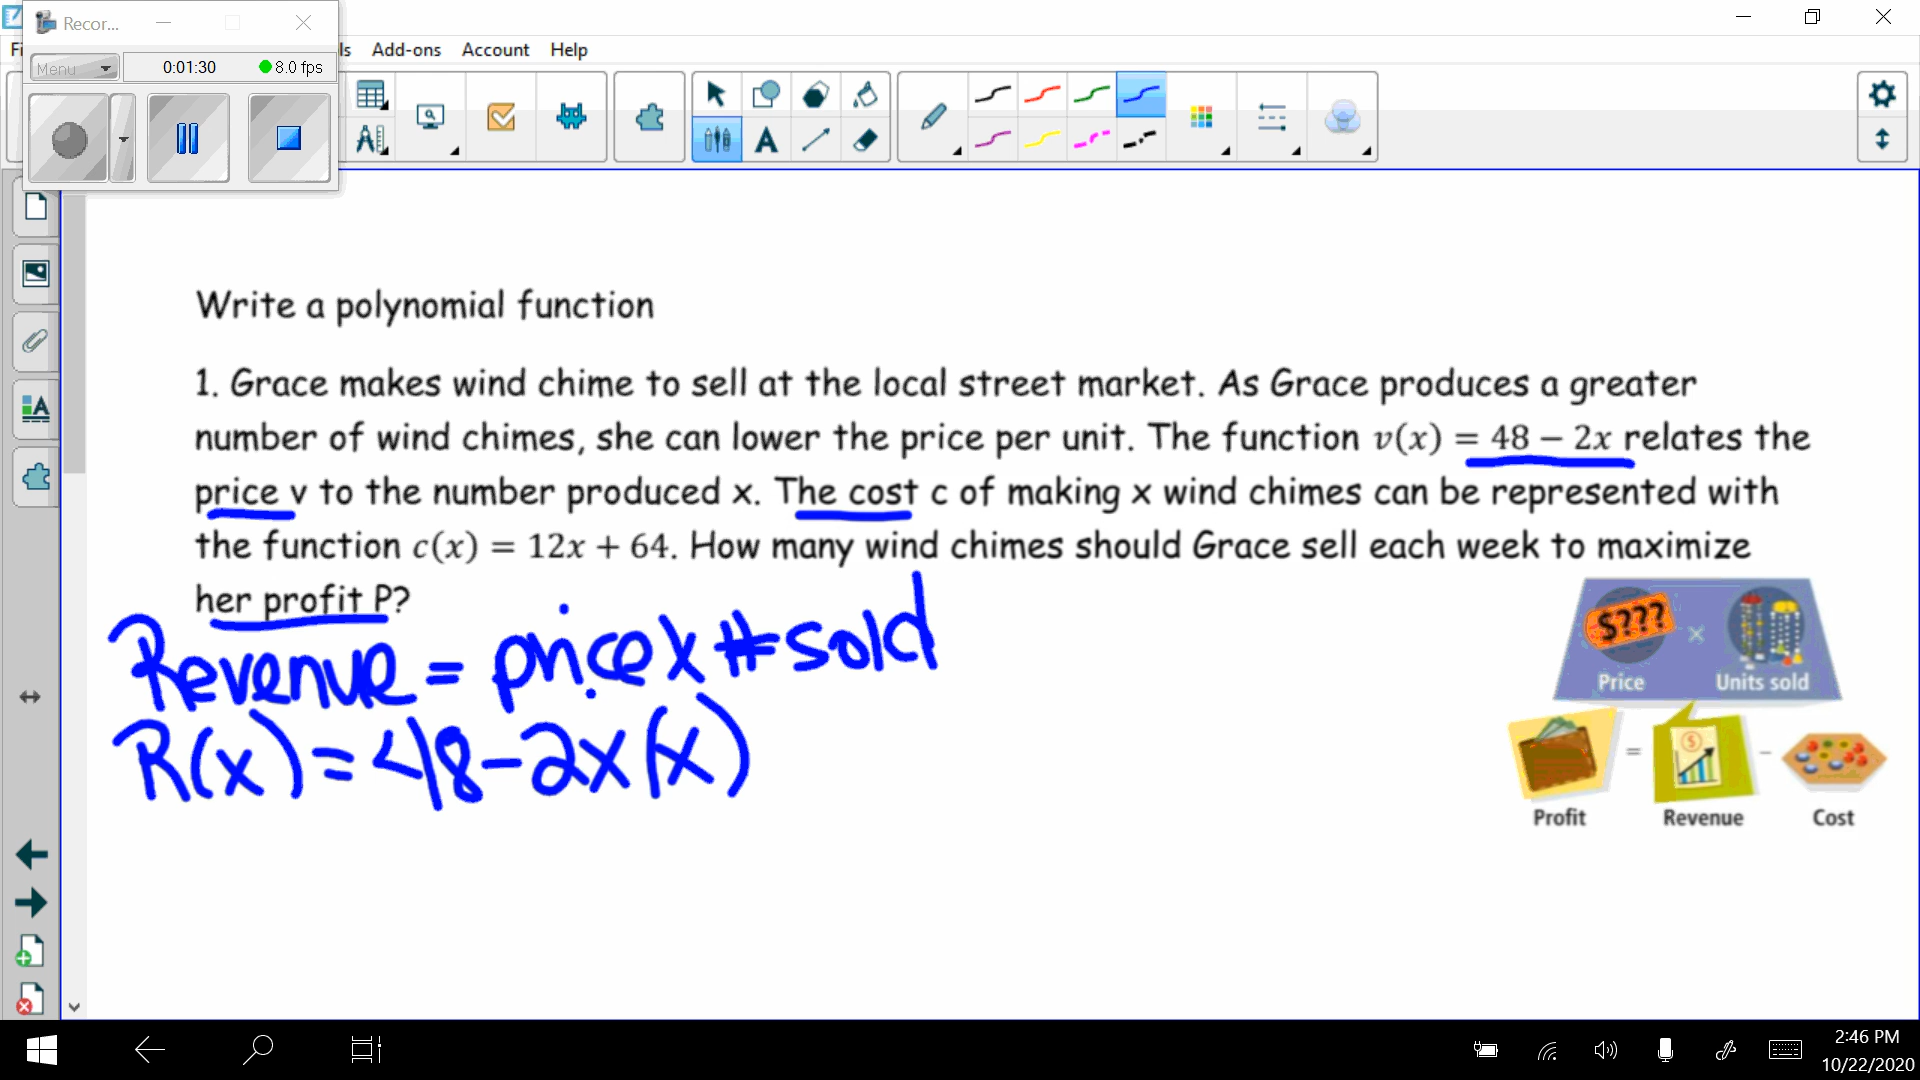 Recor...
Fi
ls Add-ons Account Help
Menu 0:01:30 8.0 fps
Write a polynomial function
1. Grace makes wind chime to sell at the local street market. As Grace produces a greater
number of wind chimes, she can lower the price per unit. The function v(x) = 48 − 2x relates the
price v to the number produced x. The cost c of making x wind chimes can be represented with
the function c(x) = 12x + 64. How many wind chimes should Grace sell each week to maximize
her profit P?
Revenue = price x # sold
R(x) = 48-2x(x)
$??? ×
Price Units sold
= −
Profit Revenue Cost
2:46 PM
10/22/2020